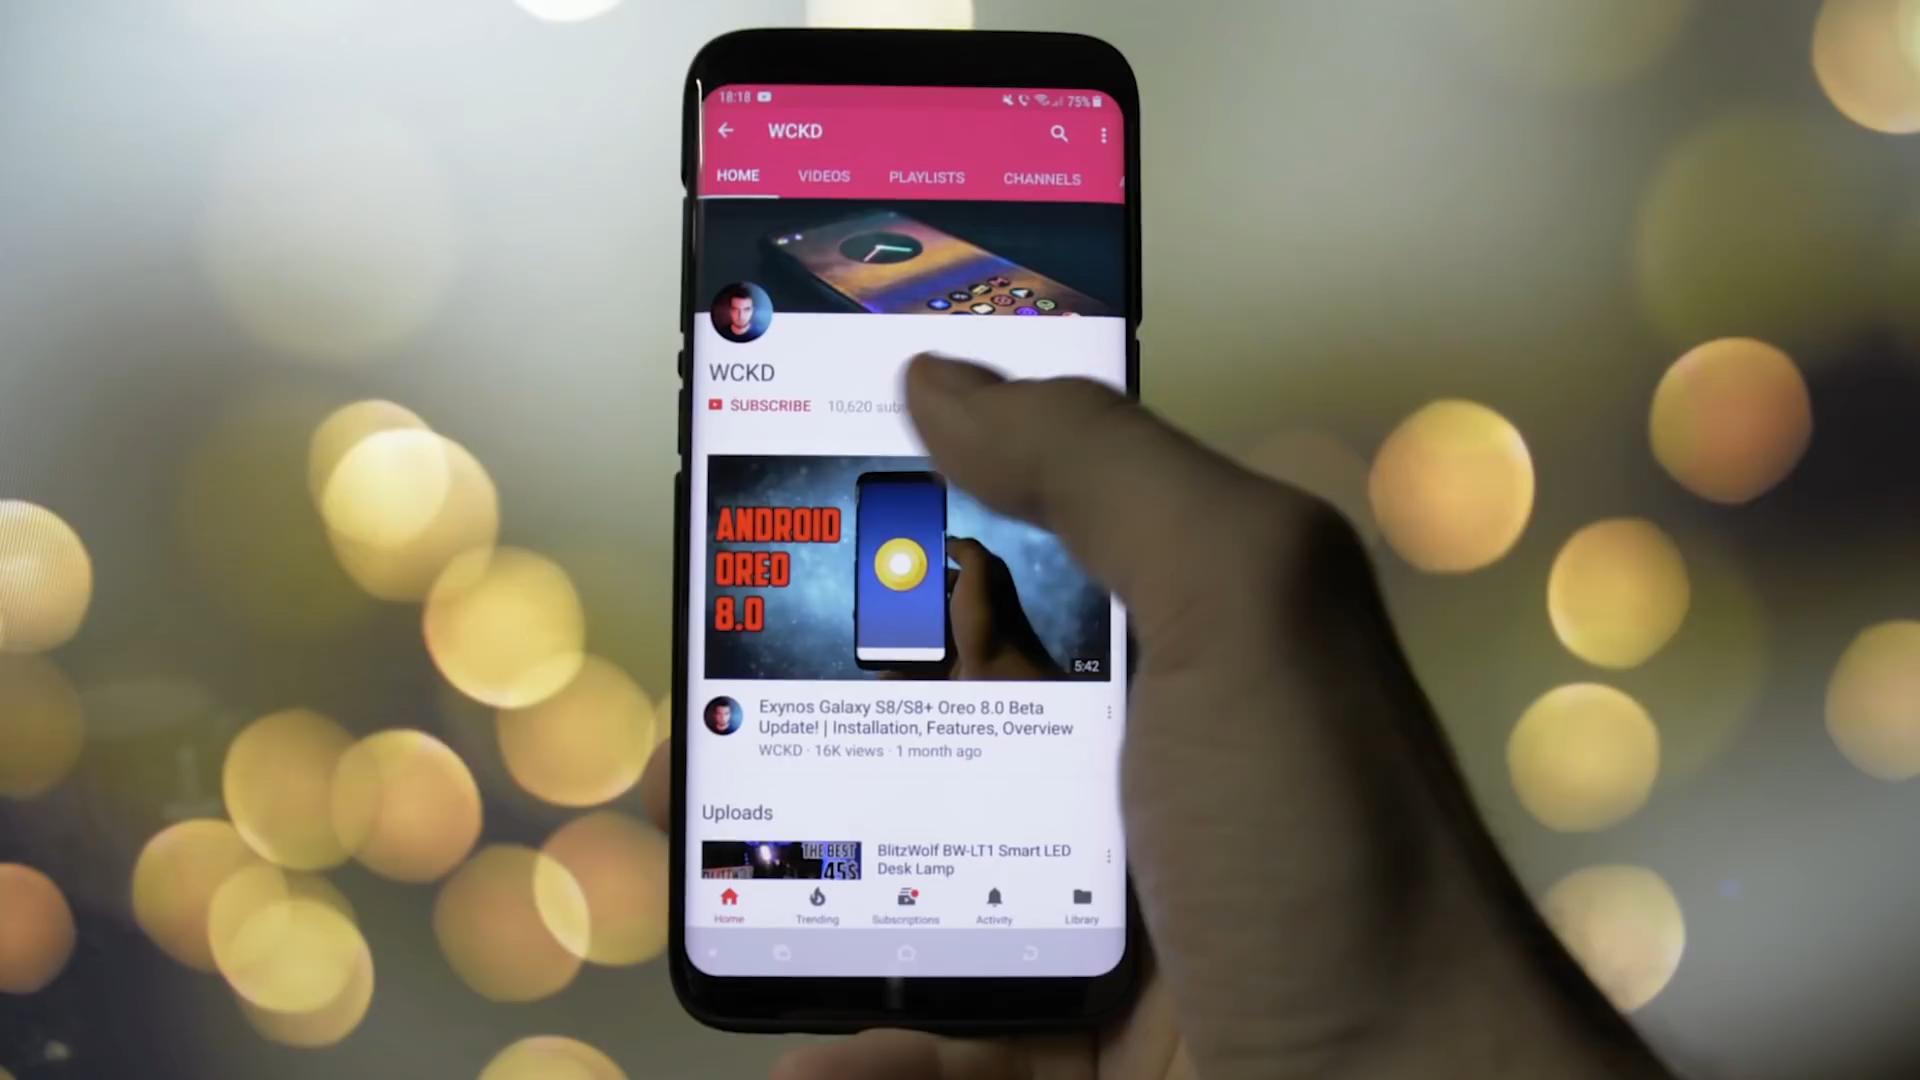 18:18 75%
WCKD
HOME VIDEOS PLAYLISTS CHANNELS
WCKD
SUBSCRIBE 10,620
ANDROID
OREO
8.0
5:42
Exynos Galaxy S8/S8+ Oreo 8.0 Beta
Update! | Installation, Features, Overview
WCKD · 16K views · 1 month ago
Uploads
THE BEST
45$
BlitzWolf BW-LT1 Smart LED
Desk Lamp
Home Trending Subscriptions Activity Library